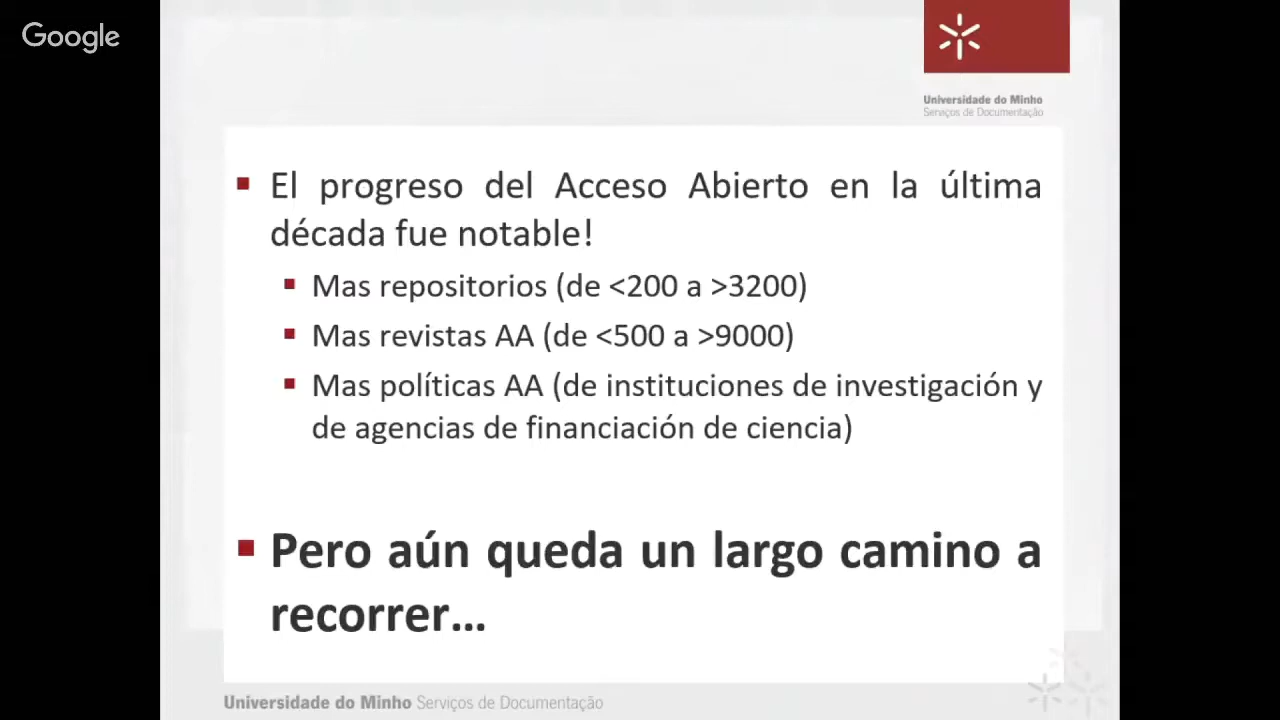 Google
Universidade do Minho
Serviços de Documentação
El progreso del Acceso Abierto en la última
década fue notable!
Mas repositorios (de <200 a >3200)
Mas revistas AA (de <500 a >9000)
Mas políticas AA (de instituciones de investigación y
de agencias de financiación de ciencia)
Pero aún queda un largo camino a
recorrer...
Universidade do Minho Serviços de Documentação